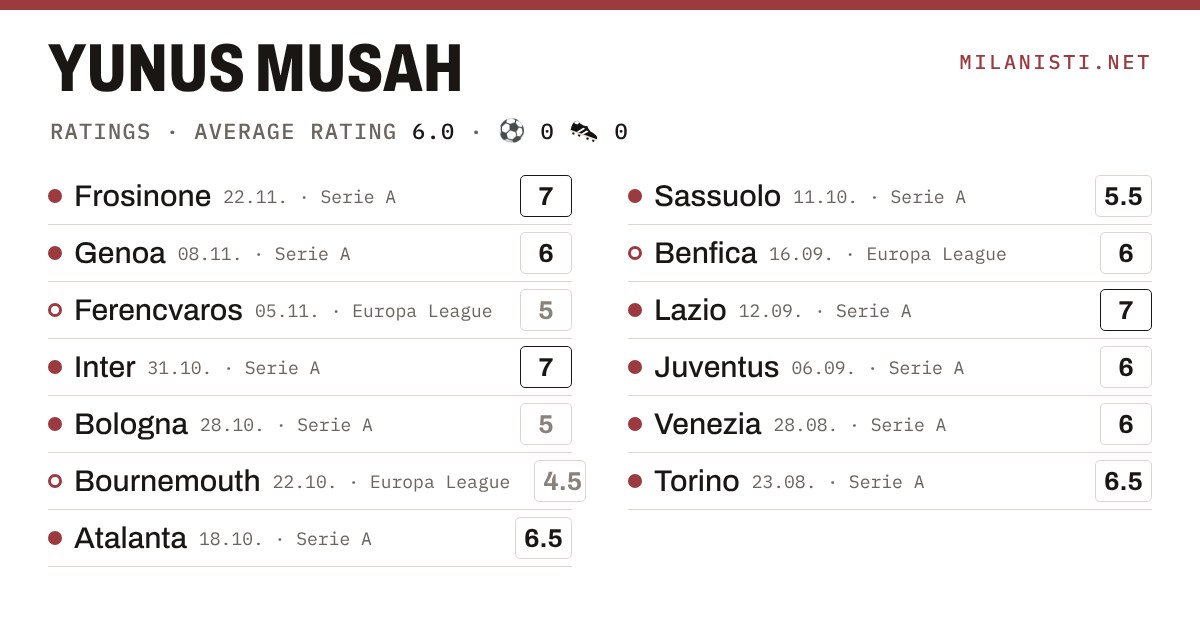 YUNUS MUSAH
MILANISTI.NET
RATINGS · AVERAGE RATING 6.0 · ⚽ 0 👟 0
Frosinone 22.11. · Serie A 7
Genoa 08.11. · Serie A 6
Ferencvaros 05.11. · Europa League 5
Inter 31.10. · Serie A 7
Bologna 28.10. · Serie A 5
Bournemouth 22.10. · Europa League 4.5
Atalanta 18.10. · Serie A 6.5
Sassuolo 11.10. · Serie A 5.5
Benfica 16.09. · Europa League 6
Lazio 12.09. · Serie A 7
Juventus 06.09. · Serie A 6
Venezia 28.08. · Serie A 6
Torino 23.08. · Serie A 6.5